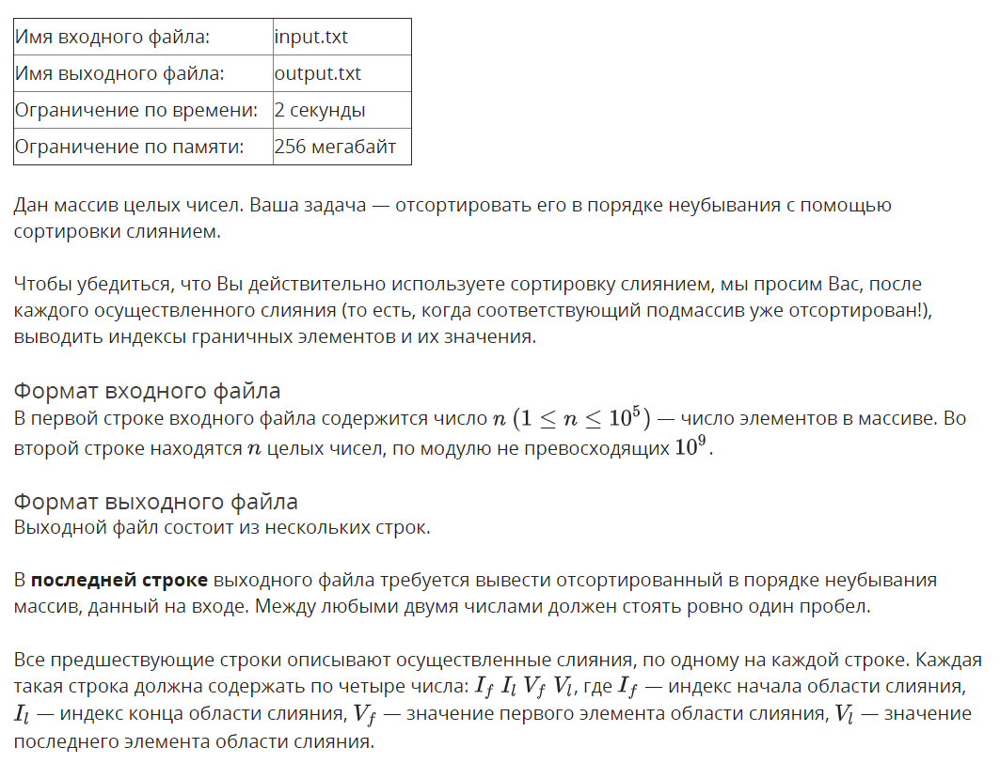 Имя входного файла: input.txt
Имя выходного файла: output.txt
Ограничение по времени: 2 секунды
Ограничение по памяти: 256 мегабайт
Дан массив целых чисел. Ваша задача — отсортировать его в порядке неубывания с помощью
сортировки слиянием.
Чтобы убедиться, что Вы действительно используете сортировку слиянием, мы просим Вас, после
каждого осуществленного слияния (то есть, когда соответствующий подмассив уже отсортирован!),
выводить индексы граничных элементов и их значения.
Формат входного файла
В первой строке входного файла содержится число n (1 ≤ n ≤ 10⁵) — число элементов в массиве. Во
второй строке находятся n целых чисел, по модулю не превосходящих 10⁹.
Формат выходного файла
Выходной файл состоит из нескольких строк.
В последней строке выходного файла требуется вывести отсортированный в порядке неубывания
массив, данный на входе. Между любыми двумя числами должен стоять ровно один пробел.
Все предшествующие строки описывают осуществленные слияния, по одному на каждой строке. Каждая
такая строка должна содержать по четыре числа: I_f I_l V_f V_l, где I_f — индекс начала области слияния,
I_l — индекс конца области слияния, V_f — значение первого элемента области слияния, V_l — значение
последнего элемента области слияния.